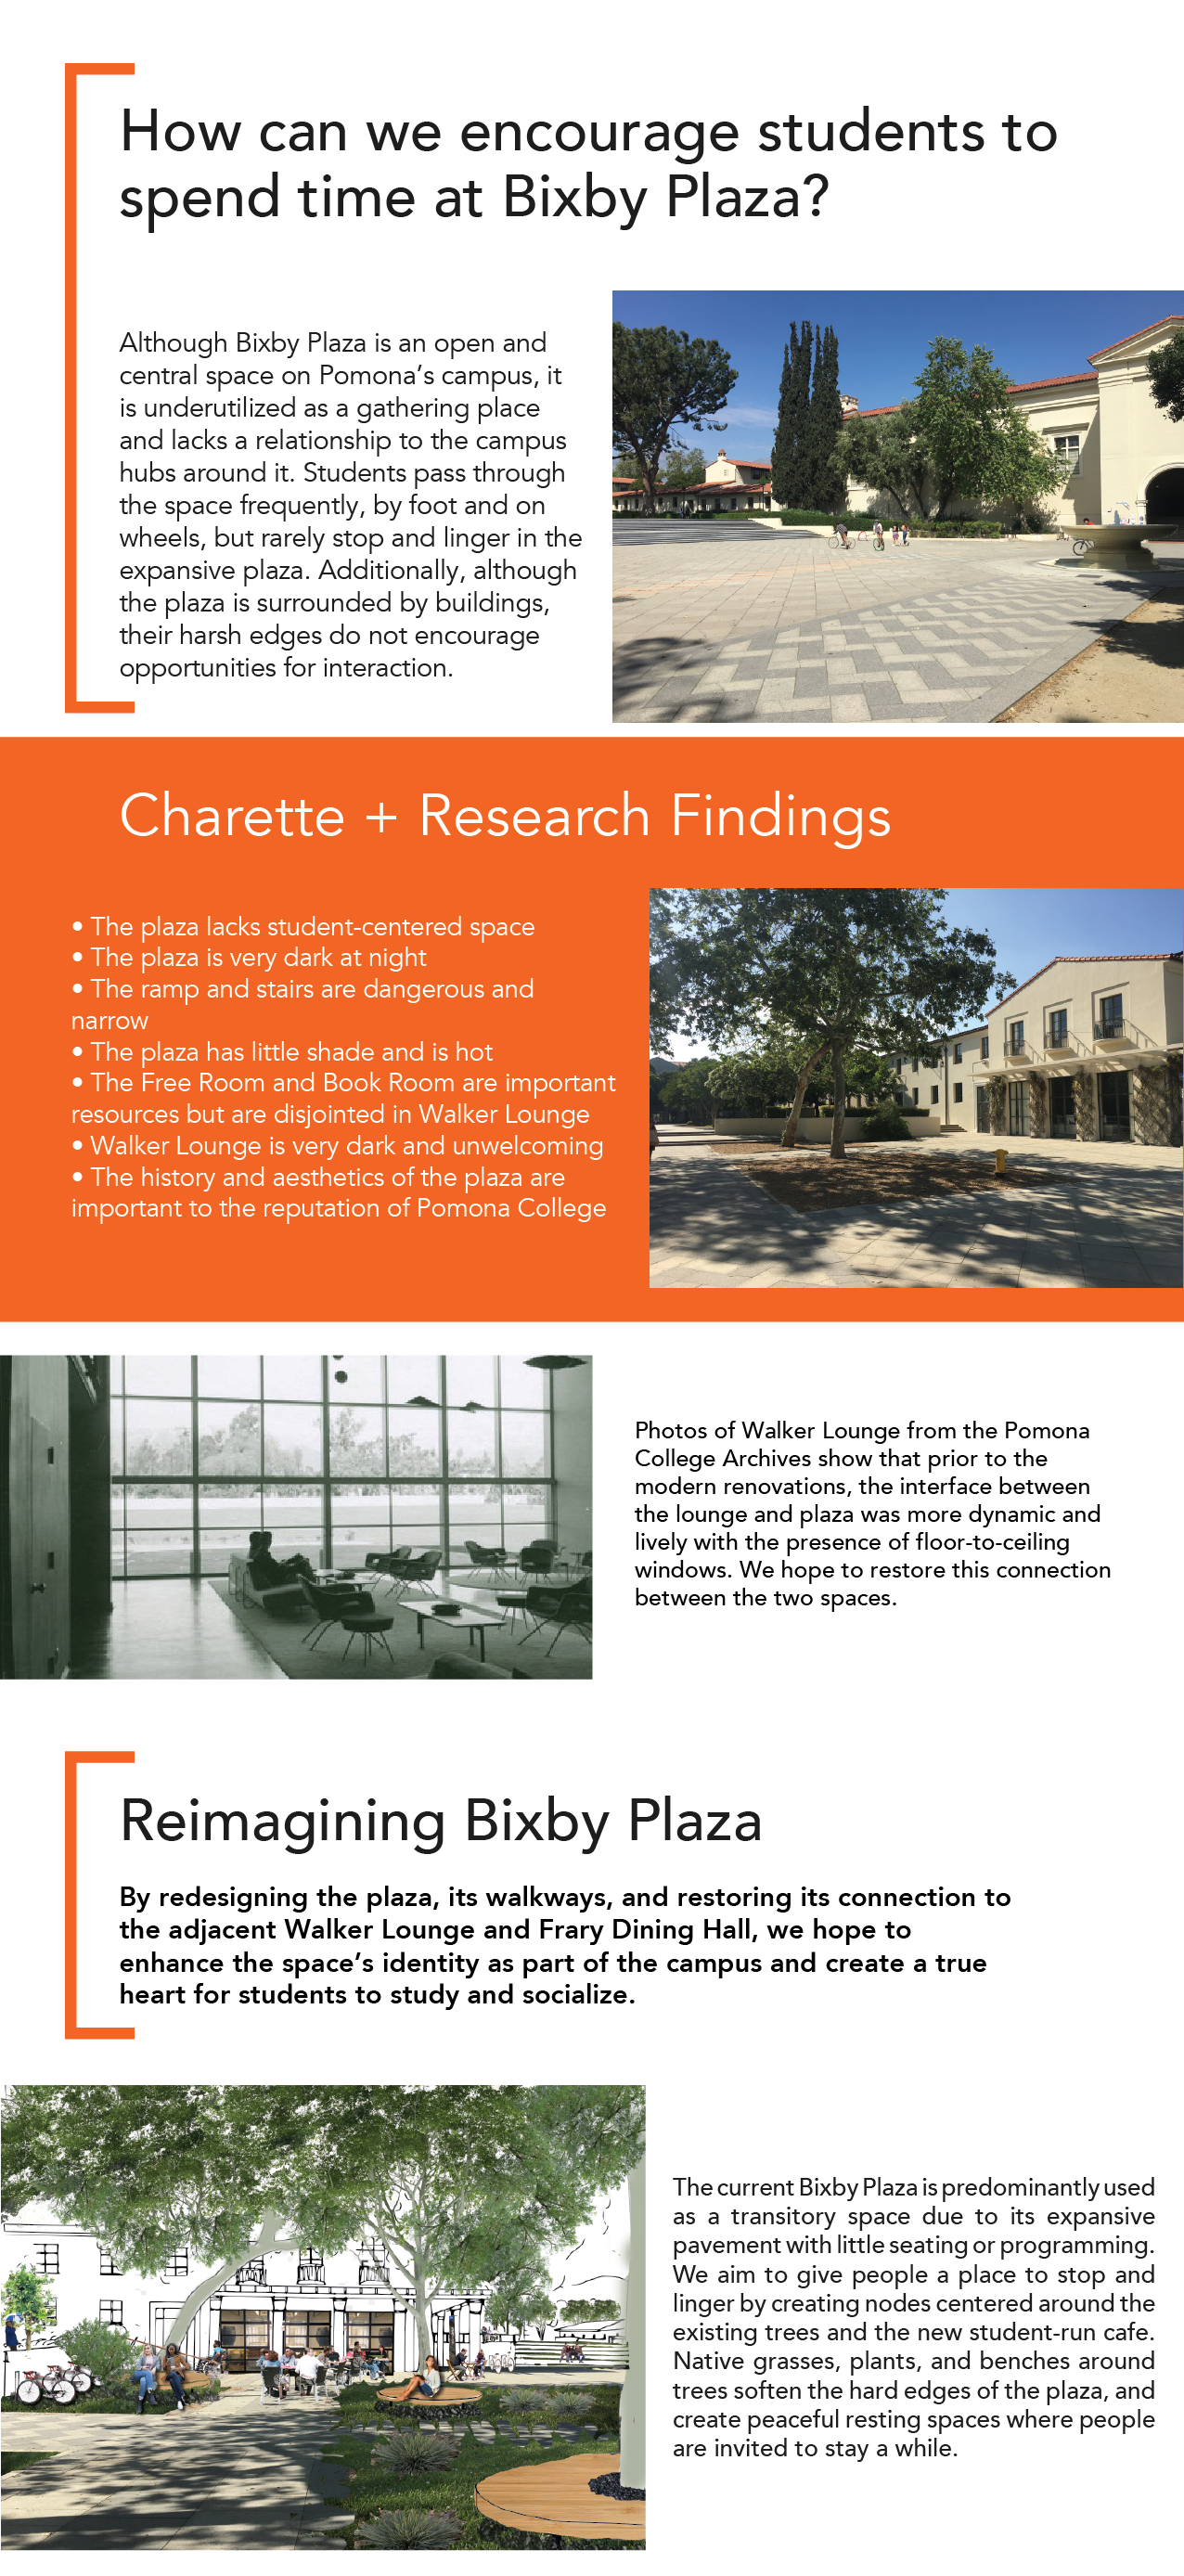 How can we encourage students to
spend time at Bixby Plaza?
Although Bixby Plaza is an open and
central space on Pomona’s campus, it
is underutilized as a gathering place
and lacks a relationship to the campus
hubs around it. Students pass through
the space frequently, by foot and on
wheels, but rarely stop and linger in the
expansive plaza. Additionally, although
the plaza is surrounded by buildings,
their harsh edges do not encourage
opportunities for interaction.
Charette + Research Findings
• The plaza lacks student-centered space
• The plaza is very dark at night
• The ramp and stairs are dangerous and
narrow
• The plaza has little shade and is hot
• The Free Room and Book Room are important
resources but are disjointed in Walker Lounge
• Walker Lounge is very dark and unwelcoming
• The history and aesthetics of the plaza are
important to the reputation of Pomona College
Photos of Walker Lounge from the Pomona
College Archives show that prior to the
modern renovations, the interface between
the lounge and plaza was more dynamic and
lively with the presence of floor-to-ceiling
windows. We hope to restore this connection
between the two spaces.
Reimagining Bixby Plaza
By redesigning the plaza, its walkways, and restoring its connection to
the adjacent Walker Lounge and Frary Dining Hall, we hope to
enhance the space’s identity as part of the campus and create a true
heart for students to study and socialize.
The current Bixby Plaza is predominantly used
as a transitory space due to its expansive
pavement with little seating or programming.
We aim to give people a place to stop and
linger by creating nodes centered around the
existing trees and the new student-run cafe.
Native grasses, plants, and benches around
trees soften the hard edges of the plaza, and
create peaceful resting spaces where people
are invited to stay a while.